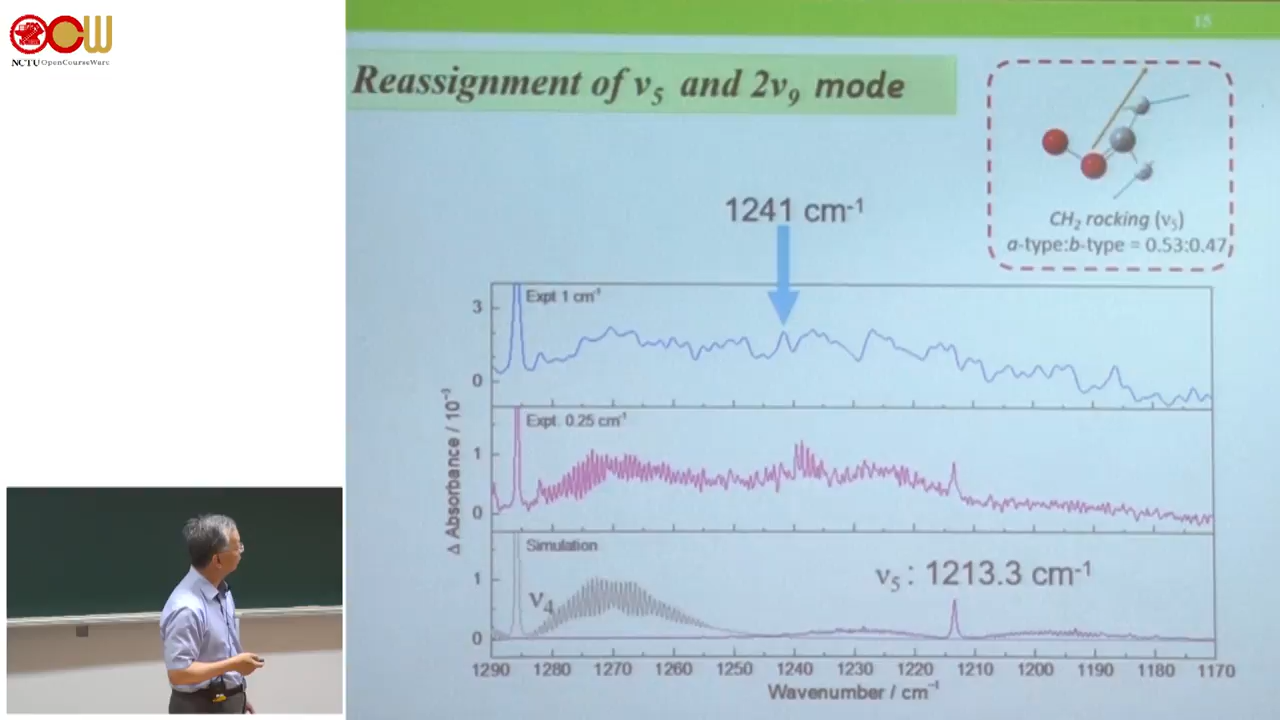 OCW
NCTU OpenCourseWare
15
Reassignment of ν5 and 2ν9 mode
CH2 rocking (ν5)
a-type:b-type = 0.53:0.47
1241 cm-1
Expt 1 cm-1
3
0
Expt. 0.25 cm-1
1
0
Simulation
ν4
ν5 : 1213.3 cm-1
1
0
Δ Absorbance / 10-3
1290 1280 1270 1260 1250 1240 1230 1220 1210 1200 1190 1180 1170
Wavenumber / cm-1